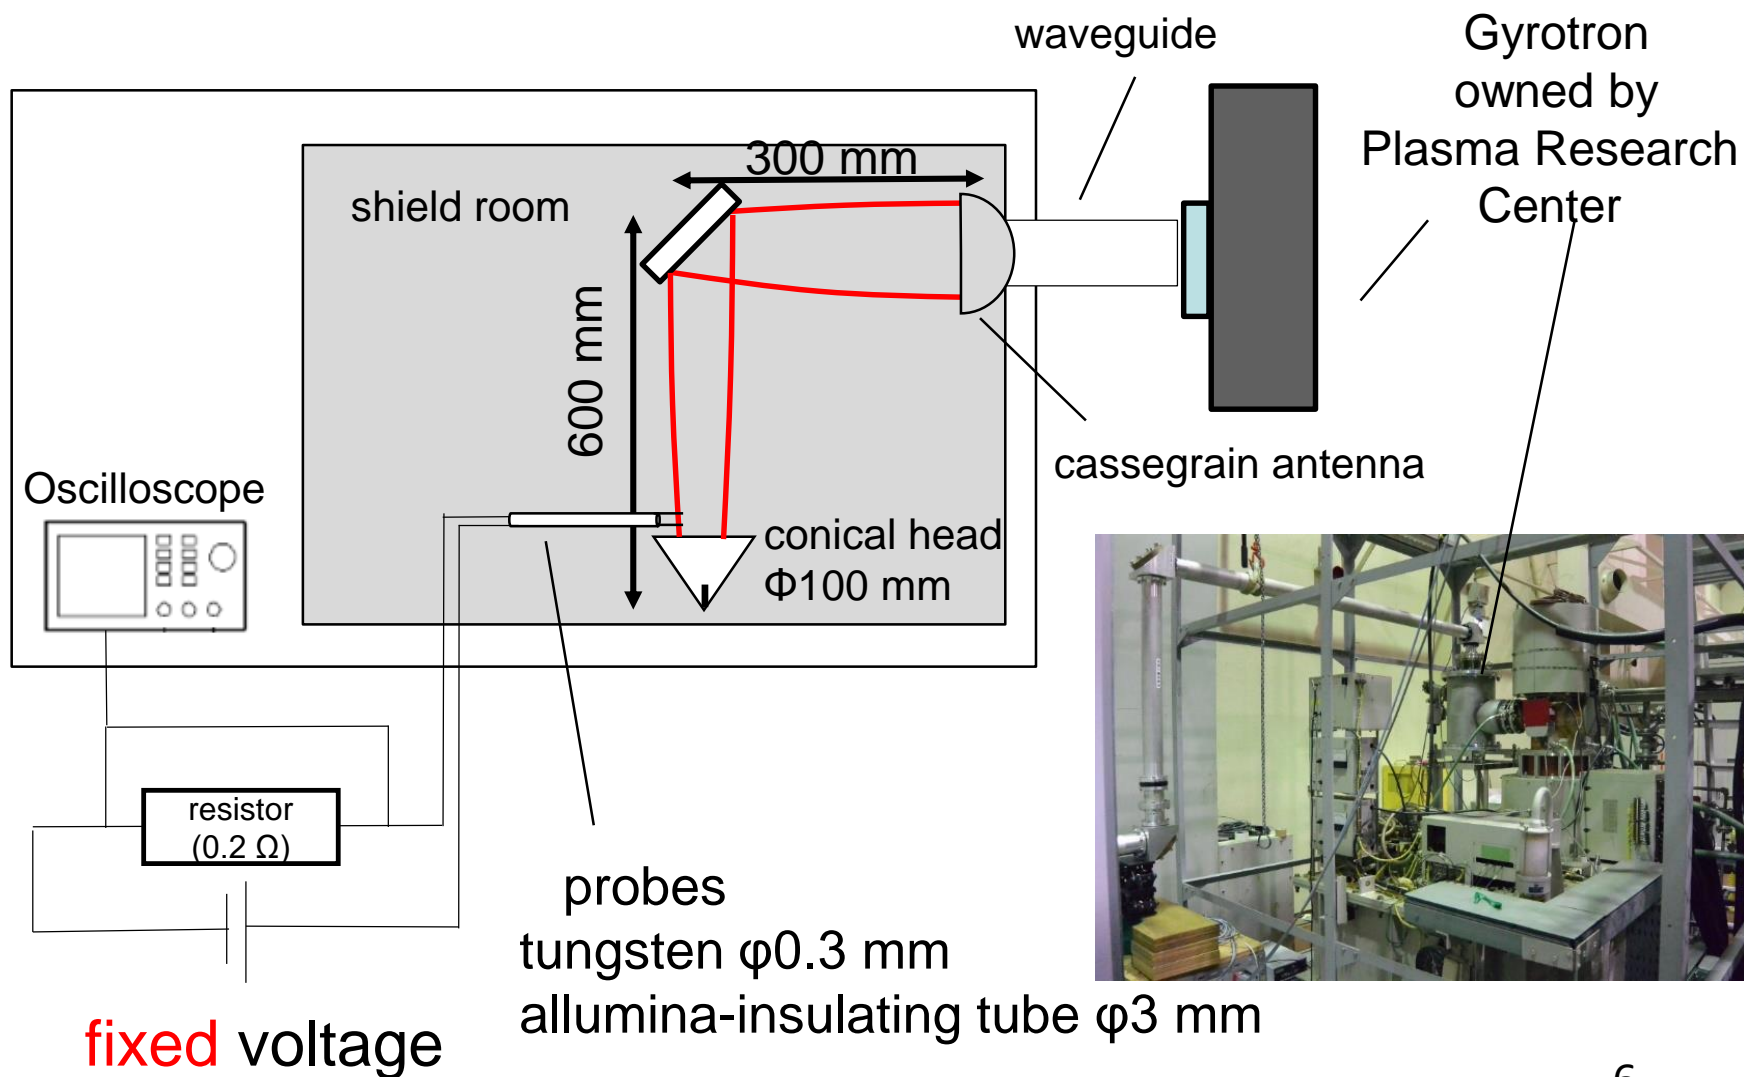 waveguide
Gyrotron
owned by
Plasma Research
Center
300 mm
shield room
600 mm
cassegrain antenna
Oscilloscope
conical head
Φ100 mm
resistor
(0.2 Ω)
probes
tungsten φ0.3 mm
allumina-insulating tube φ3 mm
fixed voltage